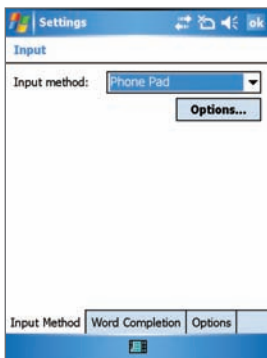 Settings ok
Input
Input method: Phone Pad
Options...
Input Method Word Completion Options